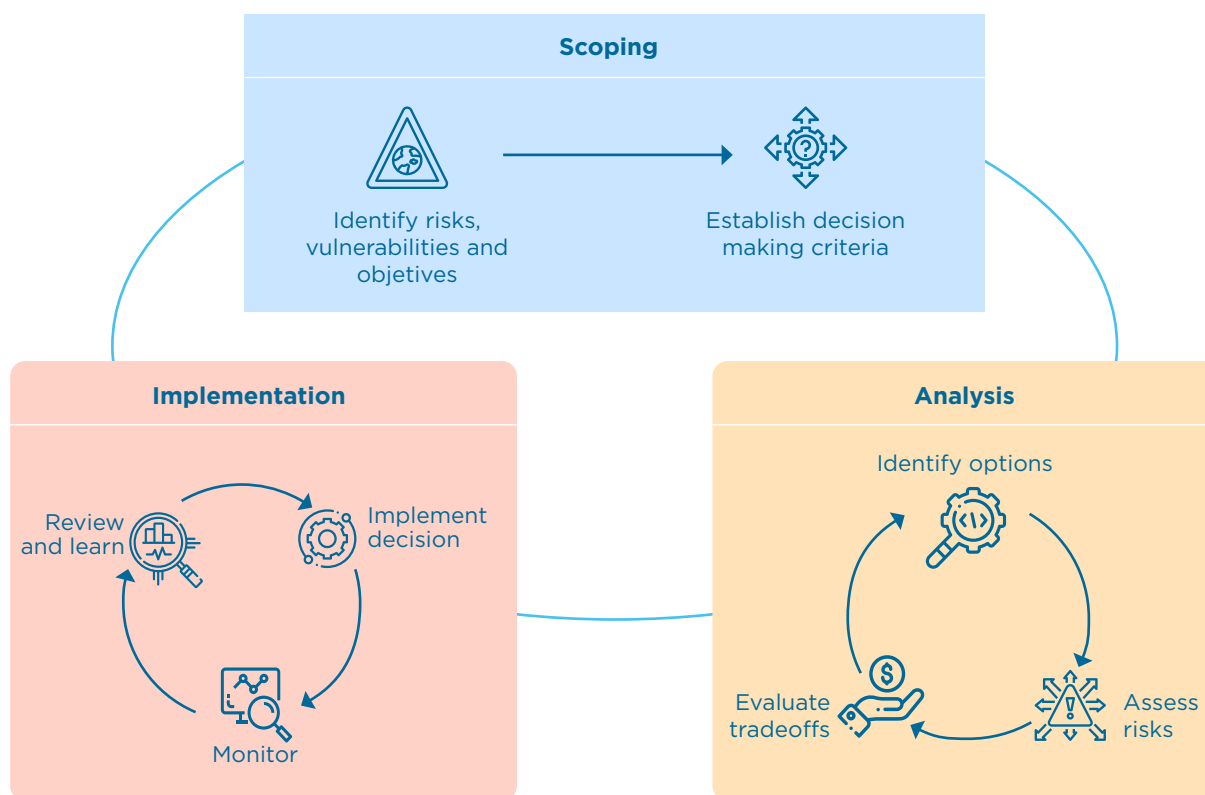 Scoping
Identify risks,
vulnerabilities and
objetives
Establish decision
making criteria
Implementation
Review
and learn
Implement
decision
Monitor
Analysis
Identify options
Evaluate
tradeoffs
Assess
risks